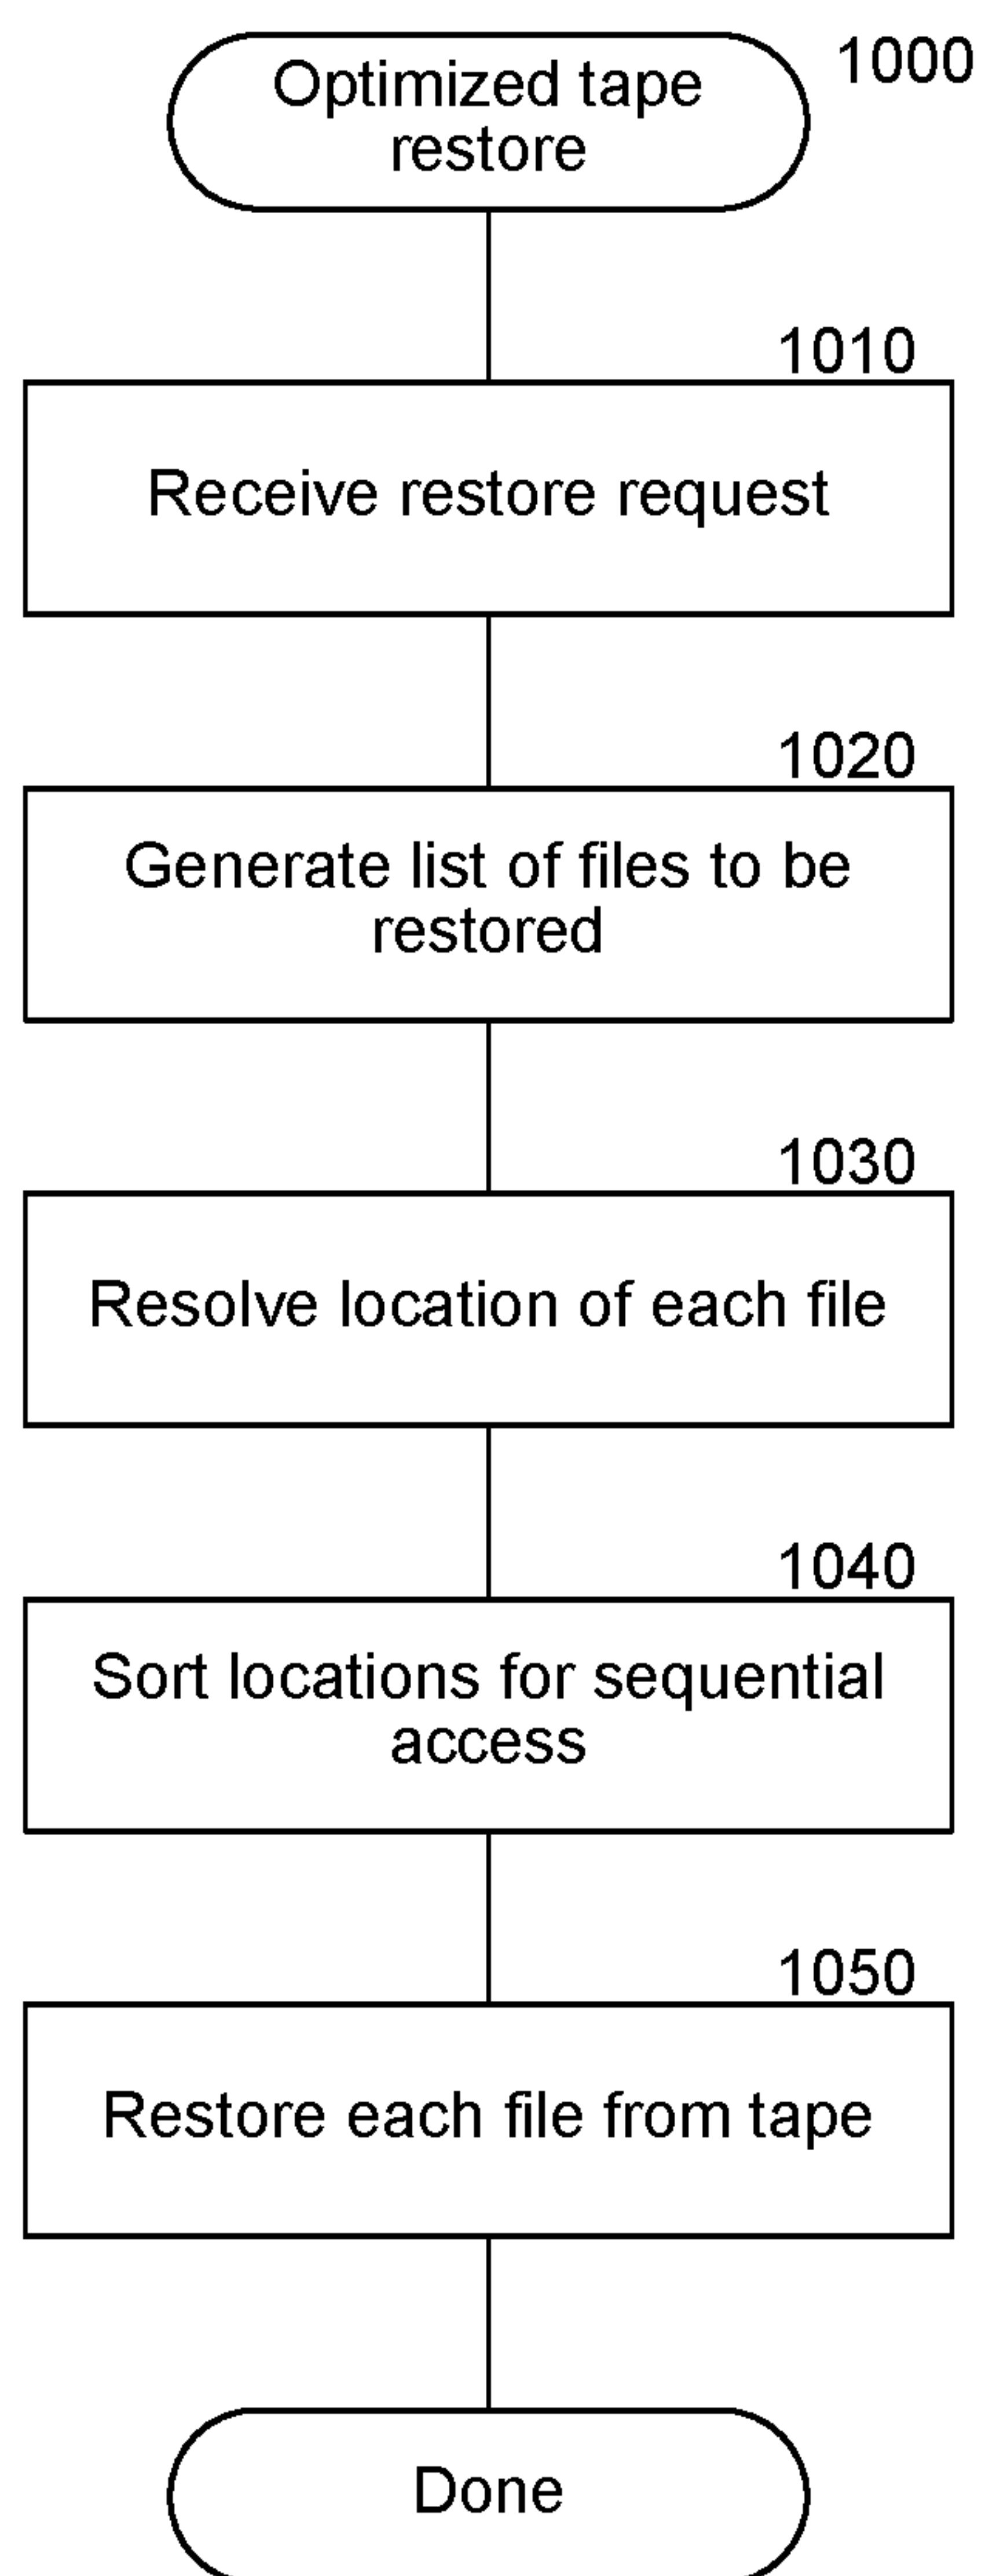 Optimized tape
restore
1000
1010
Receive restore request
1020
Generate list of files to be
restored
1030
Resolve location of each file
1040
Sort locations for sequential
access
1050
Restore each file from tape
Done